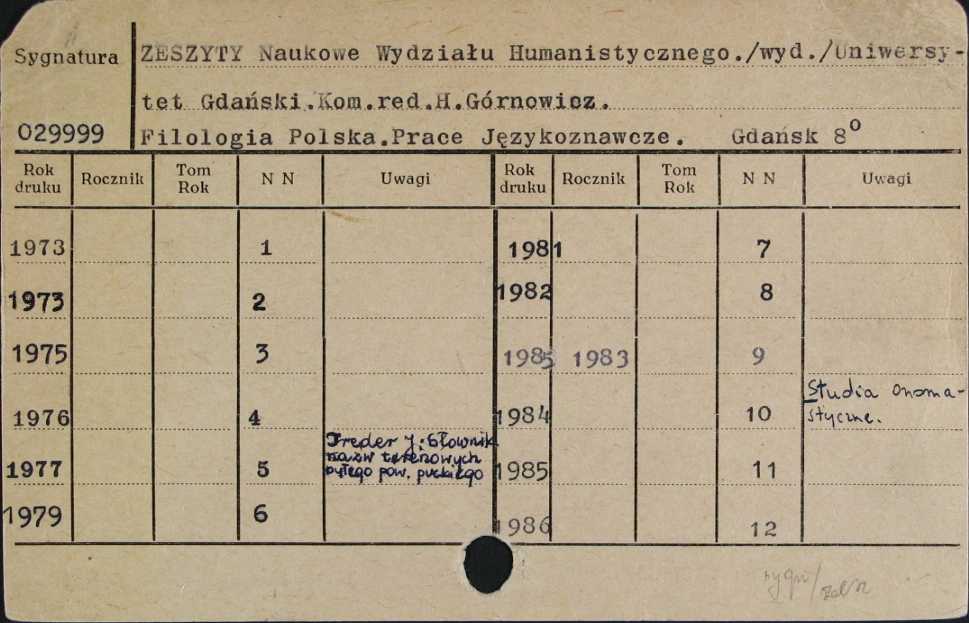 Sygnatura ZESZYTY Naukowe Wydziału Humanistycznego./wyd./Uniwersy-
tet Gdański.Kom.red.H.Górnowicz.
029999 Filologia Polska.Prace Językoznawcze. Gdańsk 8⁰
Rok druku Rocznik Tom Rok N N Uwagi Rok druku Rocznik Tom Rok N N Uwagi
1973 1 1981 7
1973 2 1982 8
1975 3 1985 1983 9
1976 4 1984 10 Studia onoma-
styczne.
Treder J: Słownik
nazw terenowych
1977 5 byłego pow. puckiego 1985 11
1979 6 1986 12